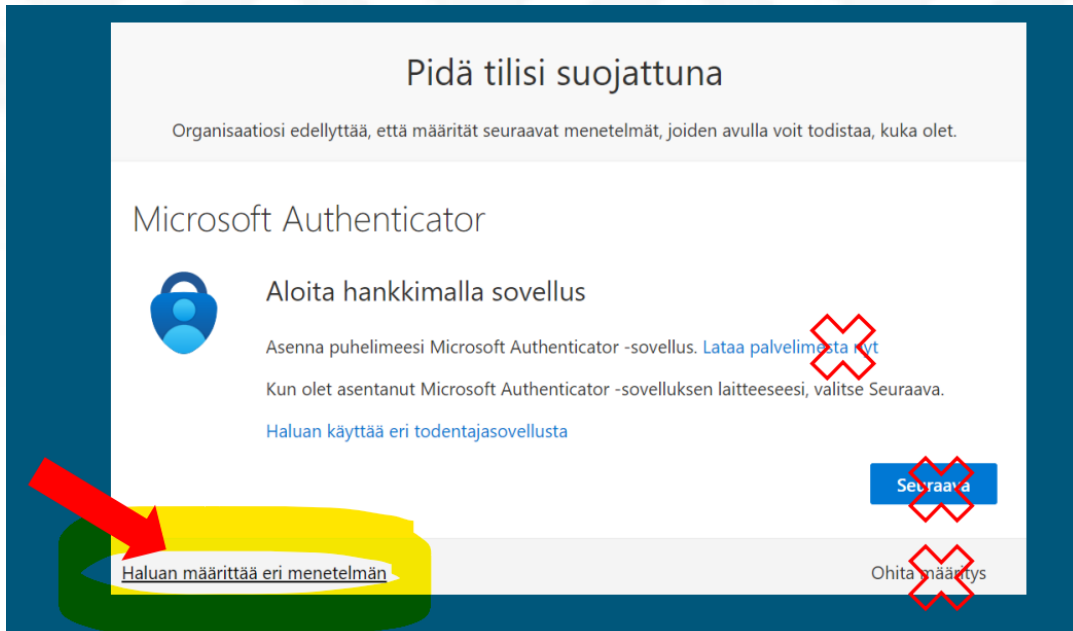 Pidä tilisi suojattuna
Organisaatiosi edellyttää, että määrität seuraavat menetelmät, joiden avulla voit todistaa, kuka olet.
Microsoft Authenticator
Aloita hankkimalla sovellus
Asenna puhelimeesi Microsoft Authenticator -sovellus. Lataa palvelimesta nyt
Kun olet asentanut Microsoft Authenticator -sovelluksen laitteeseesi, valitse Seuraava.
Haluan käyttää eri todentajasovellusta
Seuraava
Haluan määrittää eri menetelmän
Ohita määritys